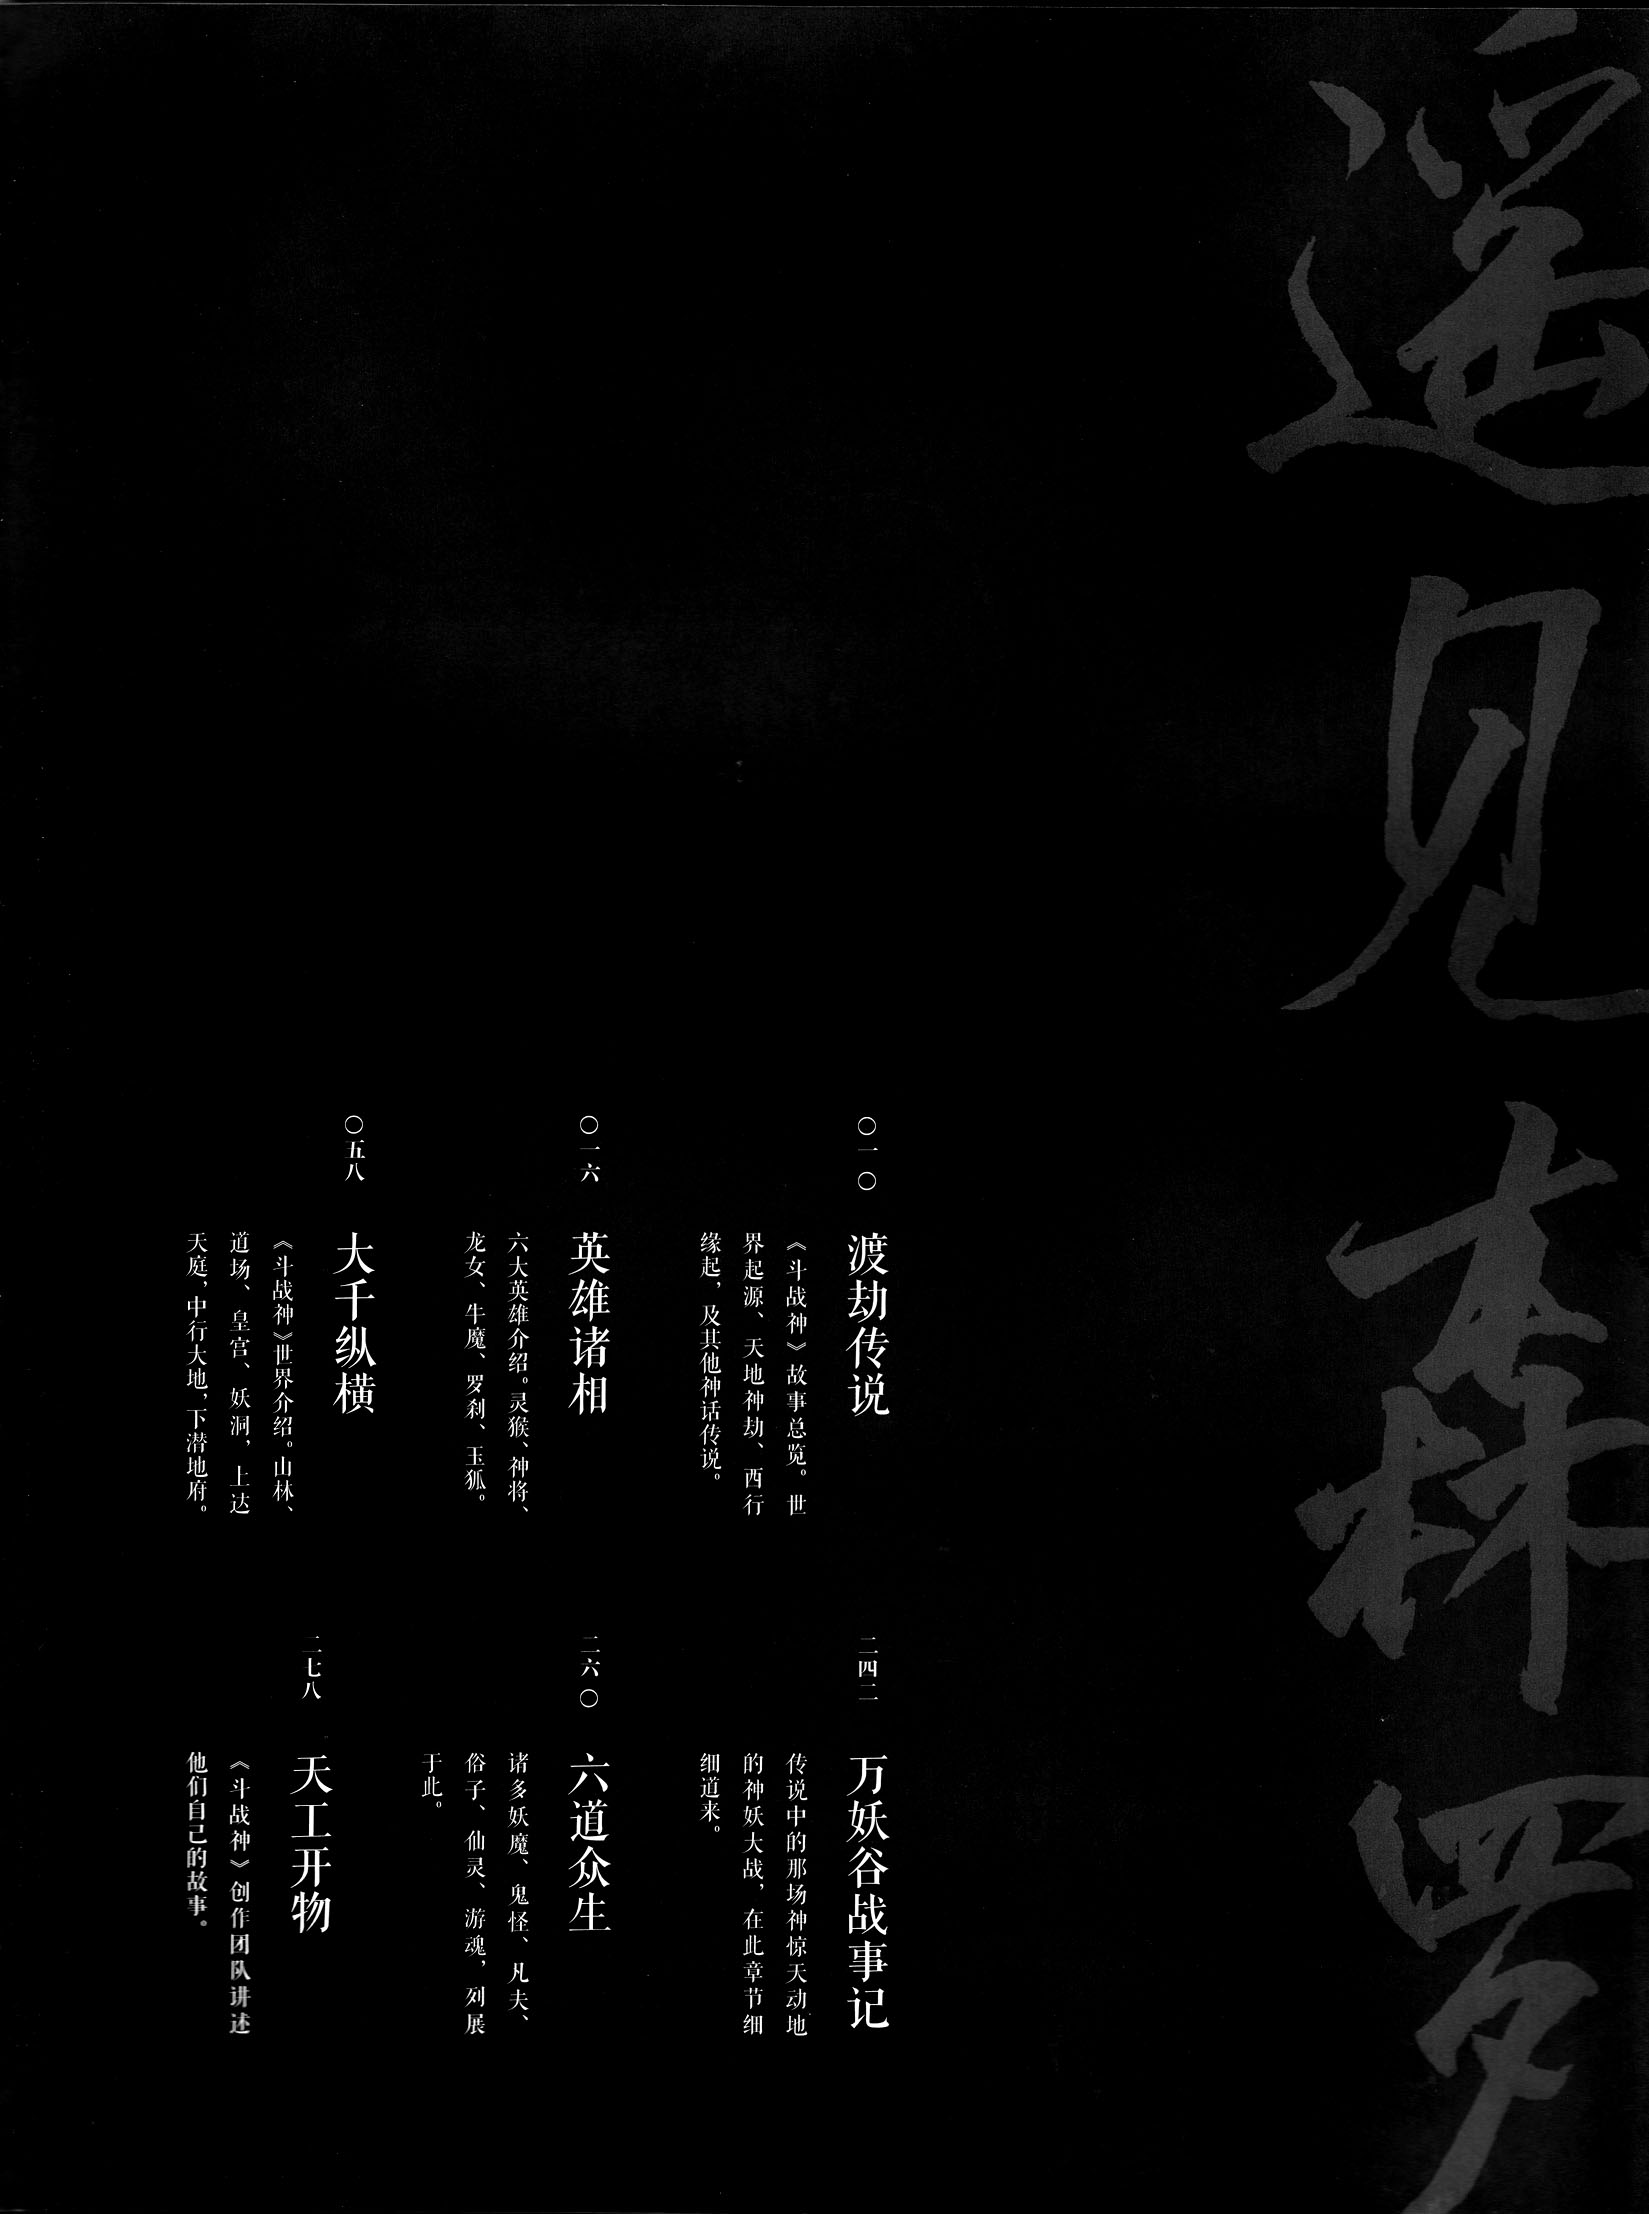 遥见森罗
〇一〇
渡劫传说
《斗战神》故事总览。世
界起源、天地神劫、西行
缘起，及其他神话传说。
〇一六
英雄诸相
六大英雄介绍。灵猴、神将、
龙女、牛魔、罗刹、玉狐。
〇五八
大千纵横
《斗战神》世界介绍。山林、
道场、皇宫、妖洞，上达
天庭，中行大地，下潜地府。
二四二
万妖谷战事记
传说中的那场神惊天动地
的神妖大战，在此章节细
细道来。
二六〇
六道众生
诸多妖魔、鬼怪、凡夫、
俗子、仙灵、游魂，列展
于此。
二七八
天工开物
《斗战神》创作团队讲述
他们自己的故事。